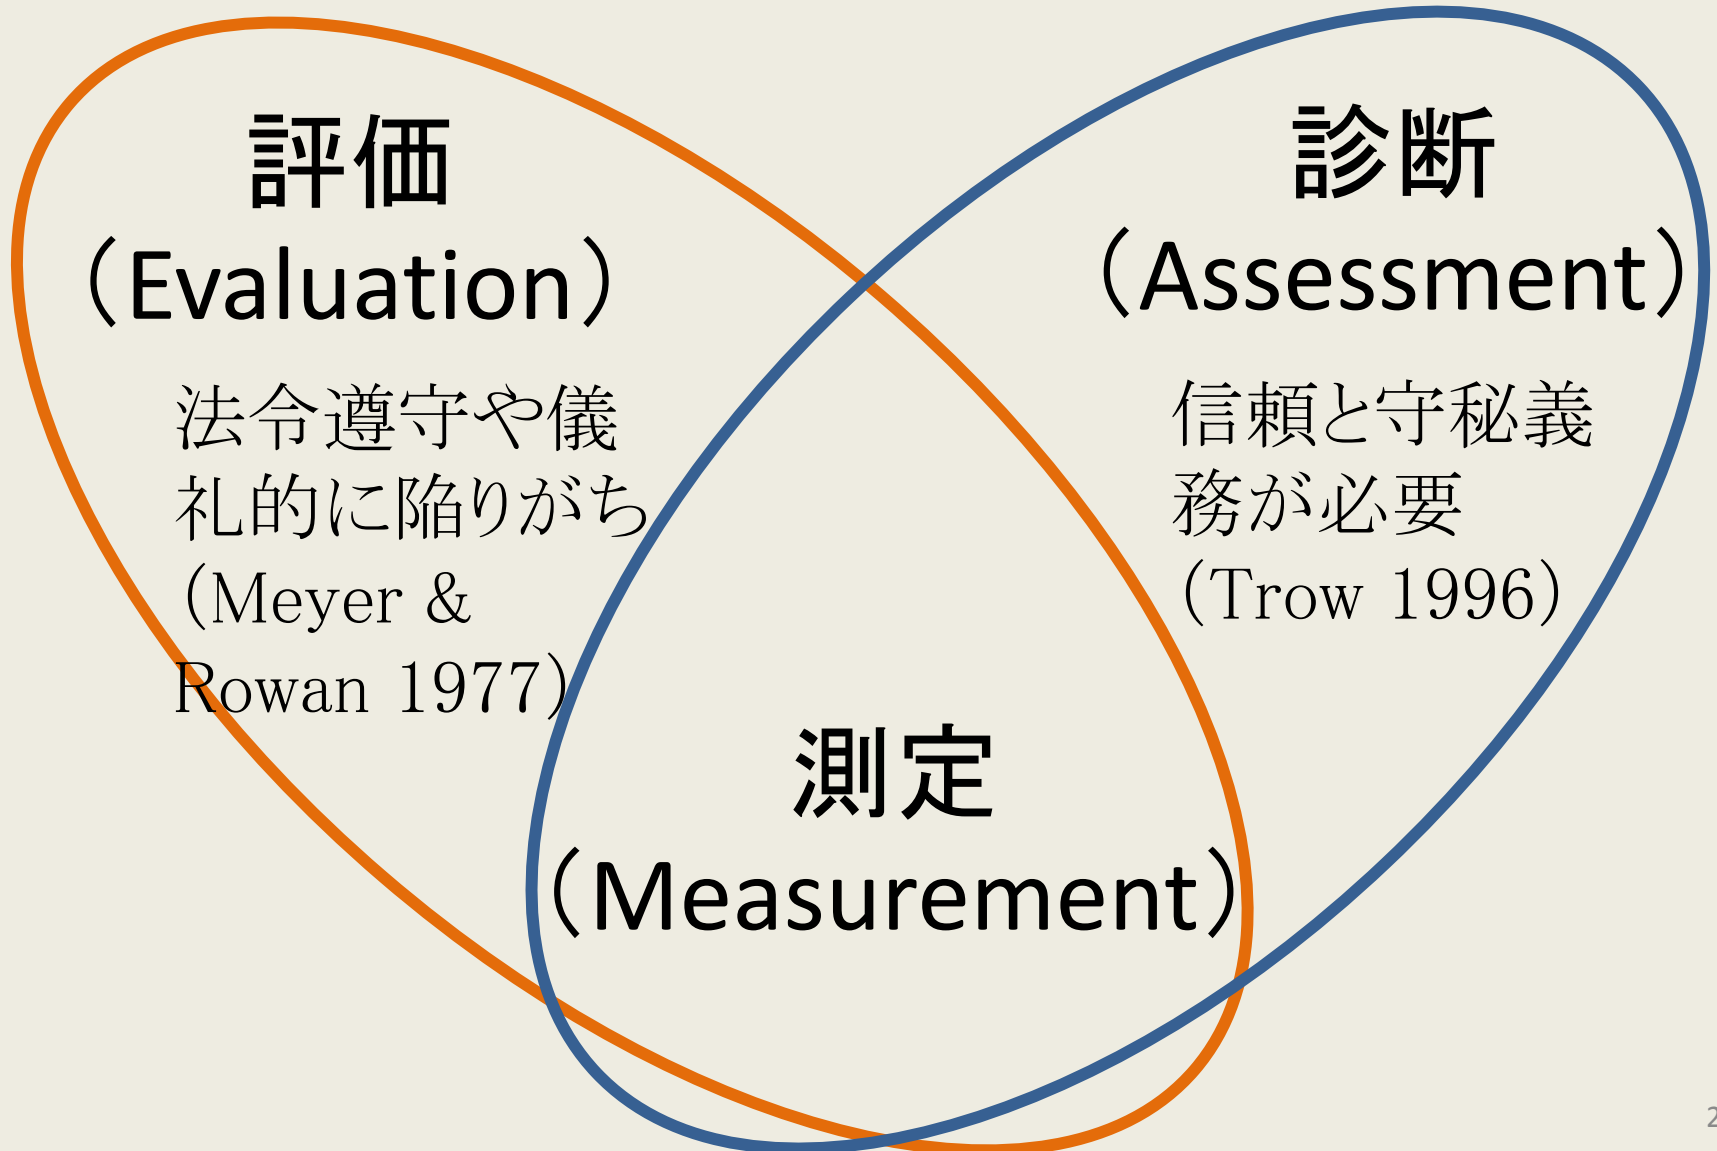 評価
（Evaluation）
法令遵守や儀
礼的に陥りがち
（Meyer &
Rowan 1977）
診断
（Assessment）
信頼と守秘義
務が必要
（Trow 1996）
測定
（Measurement）
2